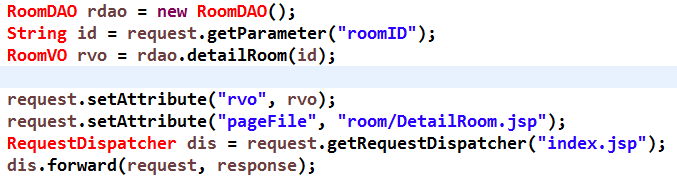 RoomDAO rdao = new RoomDAO();
String id = request.getParameter("roomID");
RoomVO rvo = rdao.detailRoom(id);
request.setAttribute("rvo", rvo);
request.setAttribute("pageFile", "room/DetailRoom.jsp");
RequestDispatcher dis = request.getRequestDispatcher("index.jsp");
dis.forward(request, response);